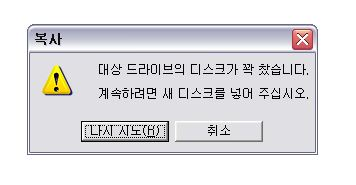 복사
대상 드라이브의 디스크가 꽉 찼습니다.
계속하려면 새 디스크를 넣어 주십시오.
다시 시도(R) 취소